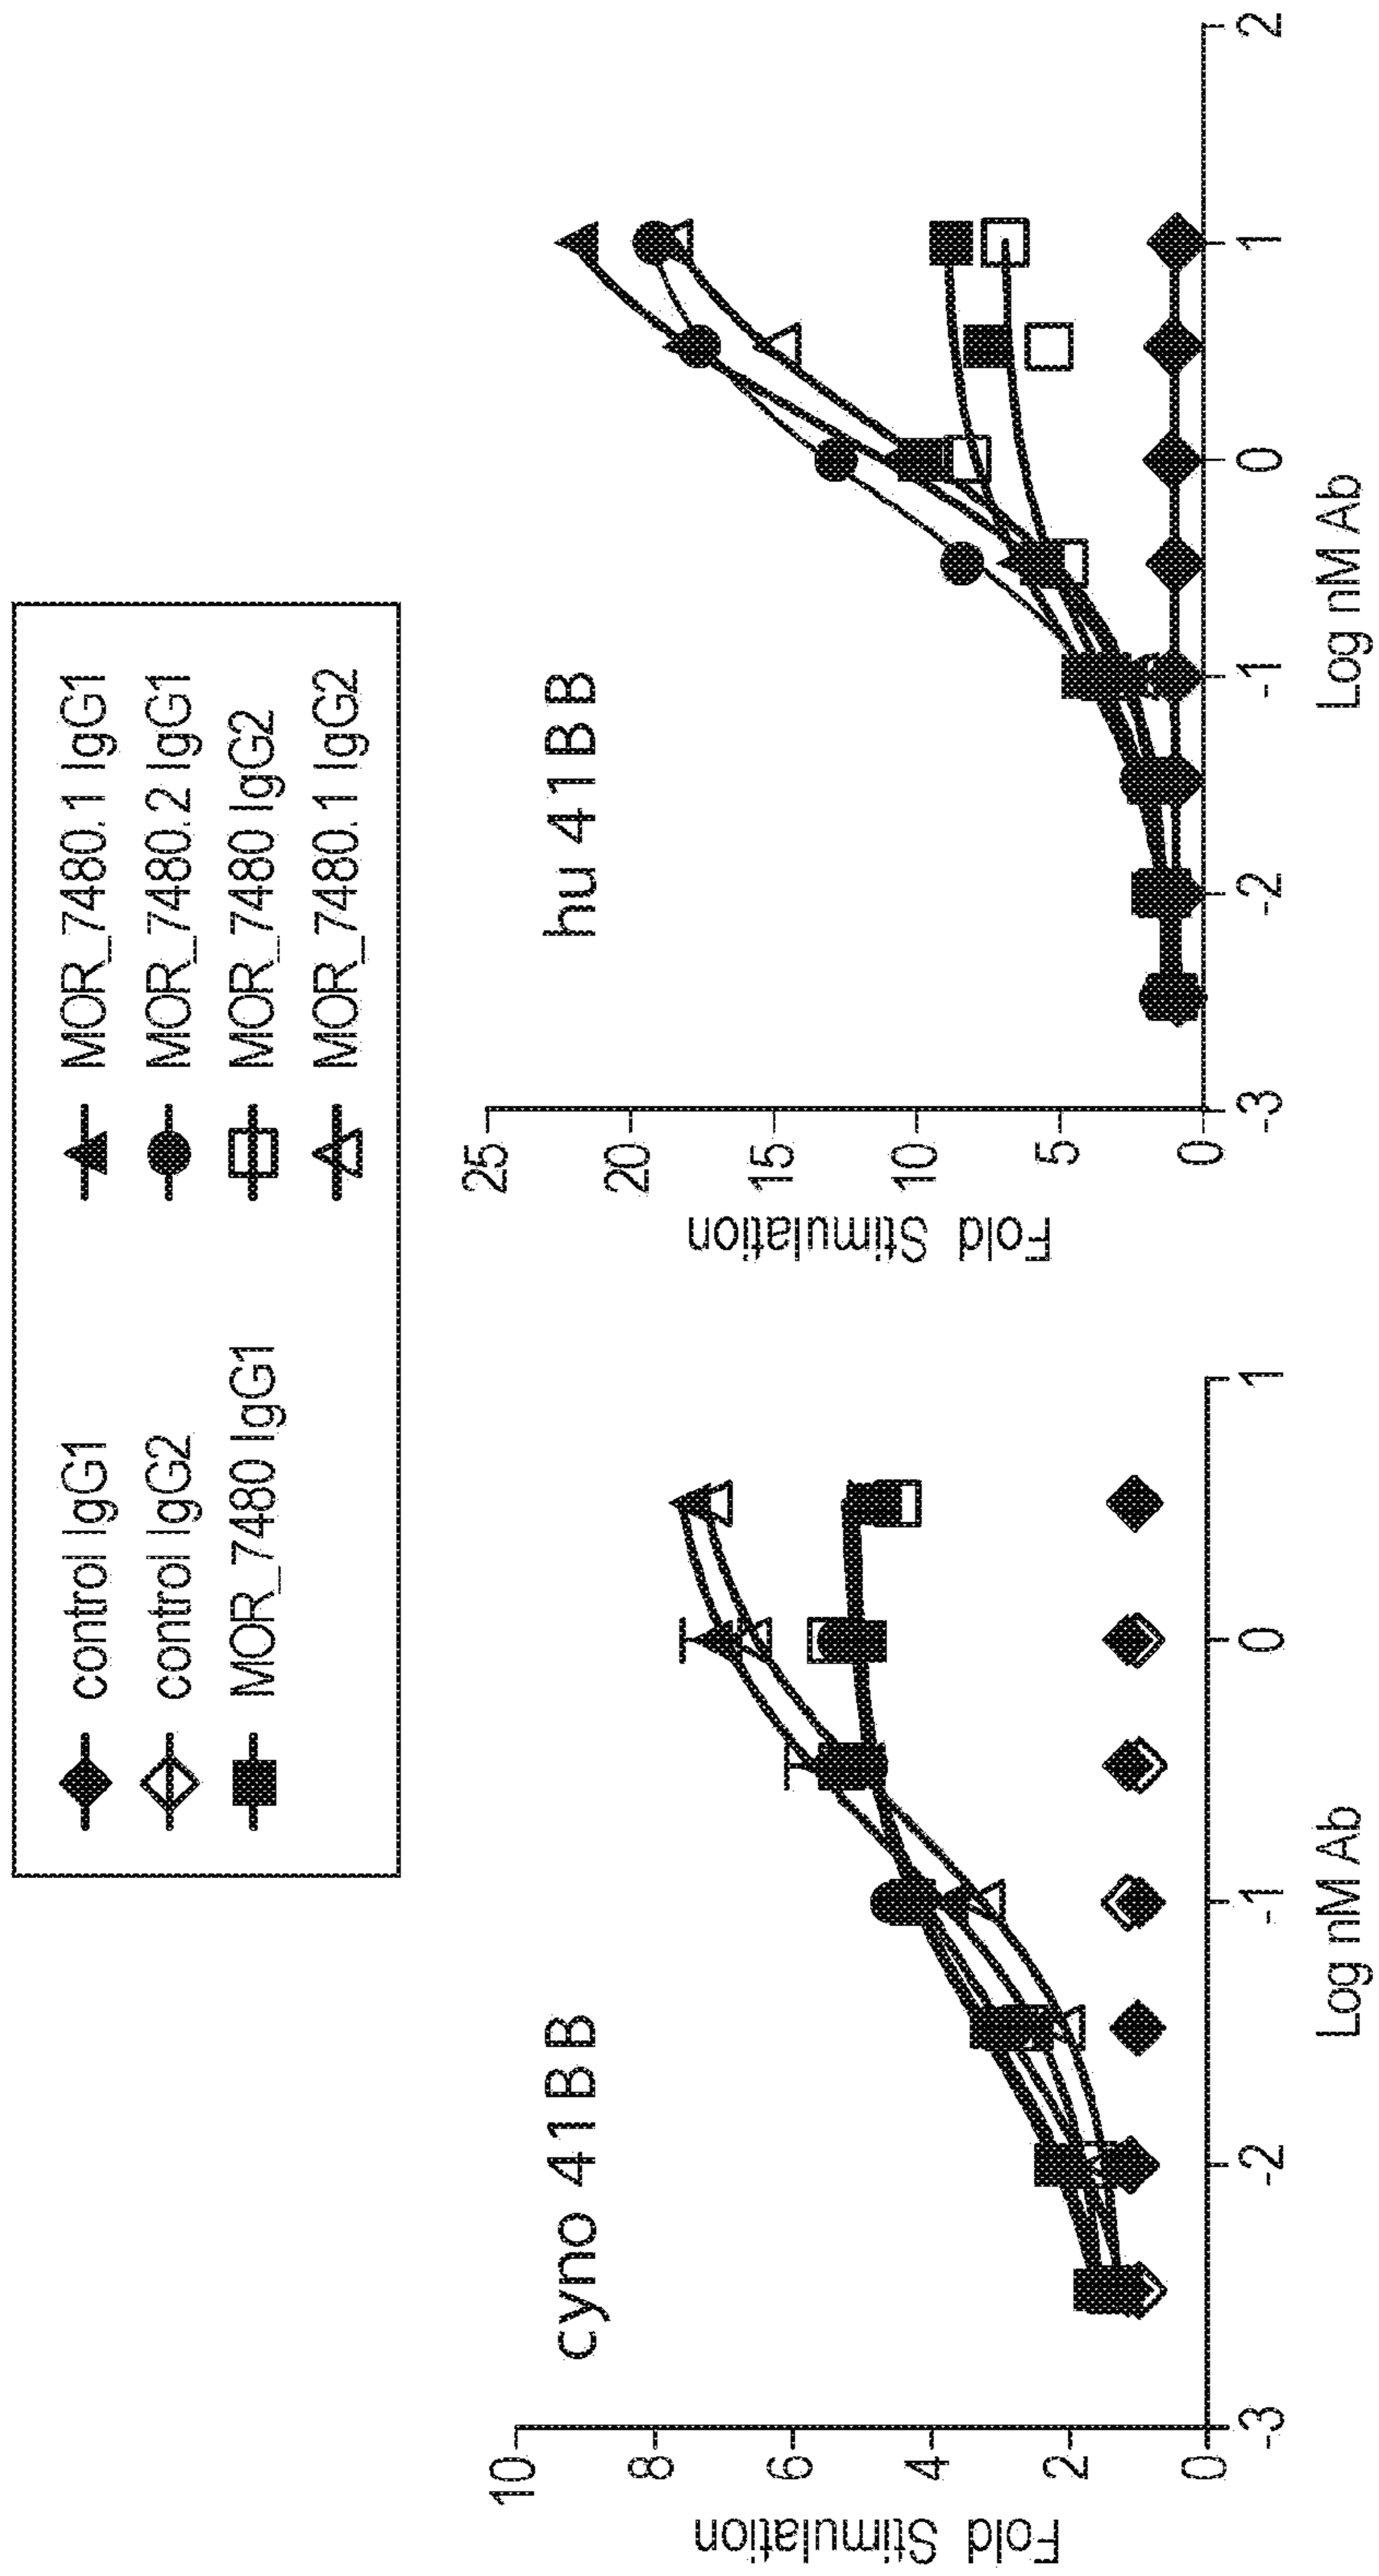 control IgG1
control IgG2
MOR_7480 IgG1
MOR_7480.1 IgG1
MOR_7480.2 IgG1
MOR_7480 IgG2
MOR_7480.1 IgG2
cyno 41BB
Fold Stimulation
10
8
6
4
2
0
-3
-2
-1
0
1
Log nM Ab
hu 41BB
Fold Stimulation
25
20
15
10
5
0
-3
-2
-1
0
1
2
Log nM Ab